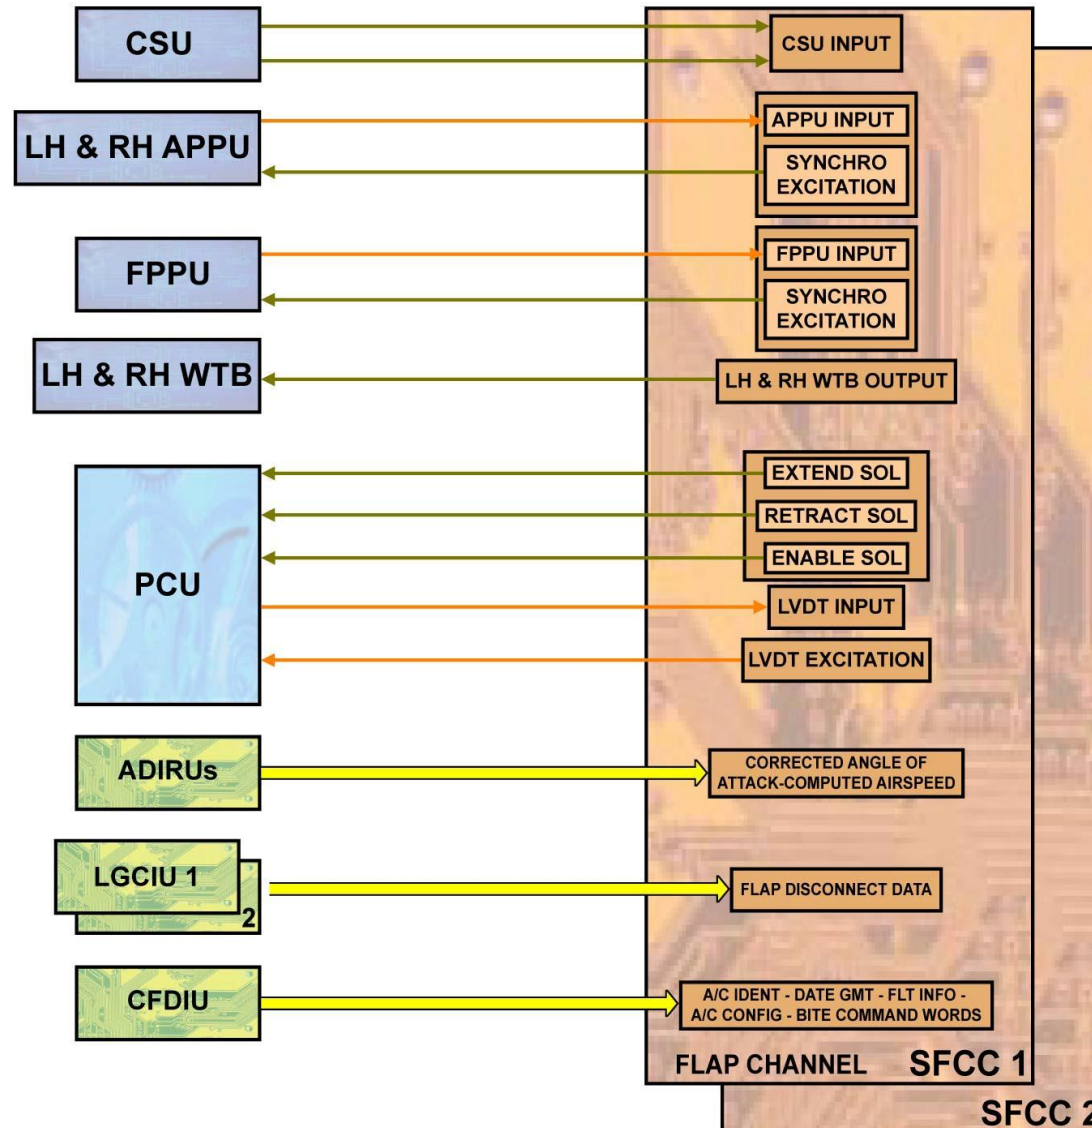 CSU
CSU INPUT
LH & RH APPU
APPU INPUT
SYNCHRO
EXCITATION
FPPU
FPPU INPUT
SYNCHRO
EXCITATION
LH & RH WTB
LH & RH WTB OUTPUT
PCU
EXTEND SOL
RETRACT SOL
ENABLE SOL
LVDT INPUT
LVDT EXCITATION
ADIRUs
CORRECTED ANGLE OF
ATTACK-COMPUTED AIRSPEED
LGCIU 1
2
FLAP DISCONNECT DATA
CFDIU
A/C IDENT - DATE GMT - FLT INFO -
A/C CONFIG - BITE COMMAND WORDS
FLAP CHANNEL SFCC 1
SFCC 2